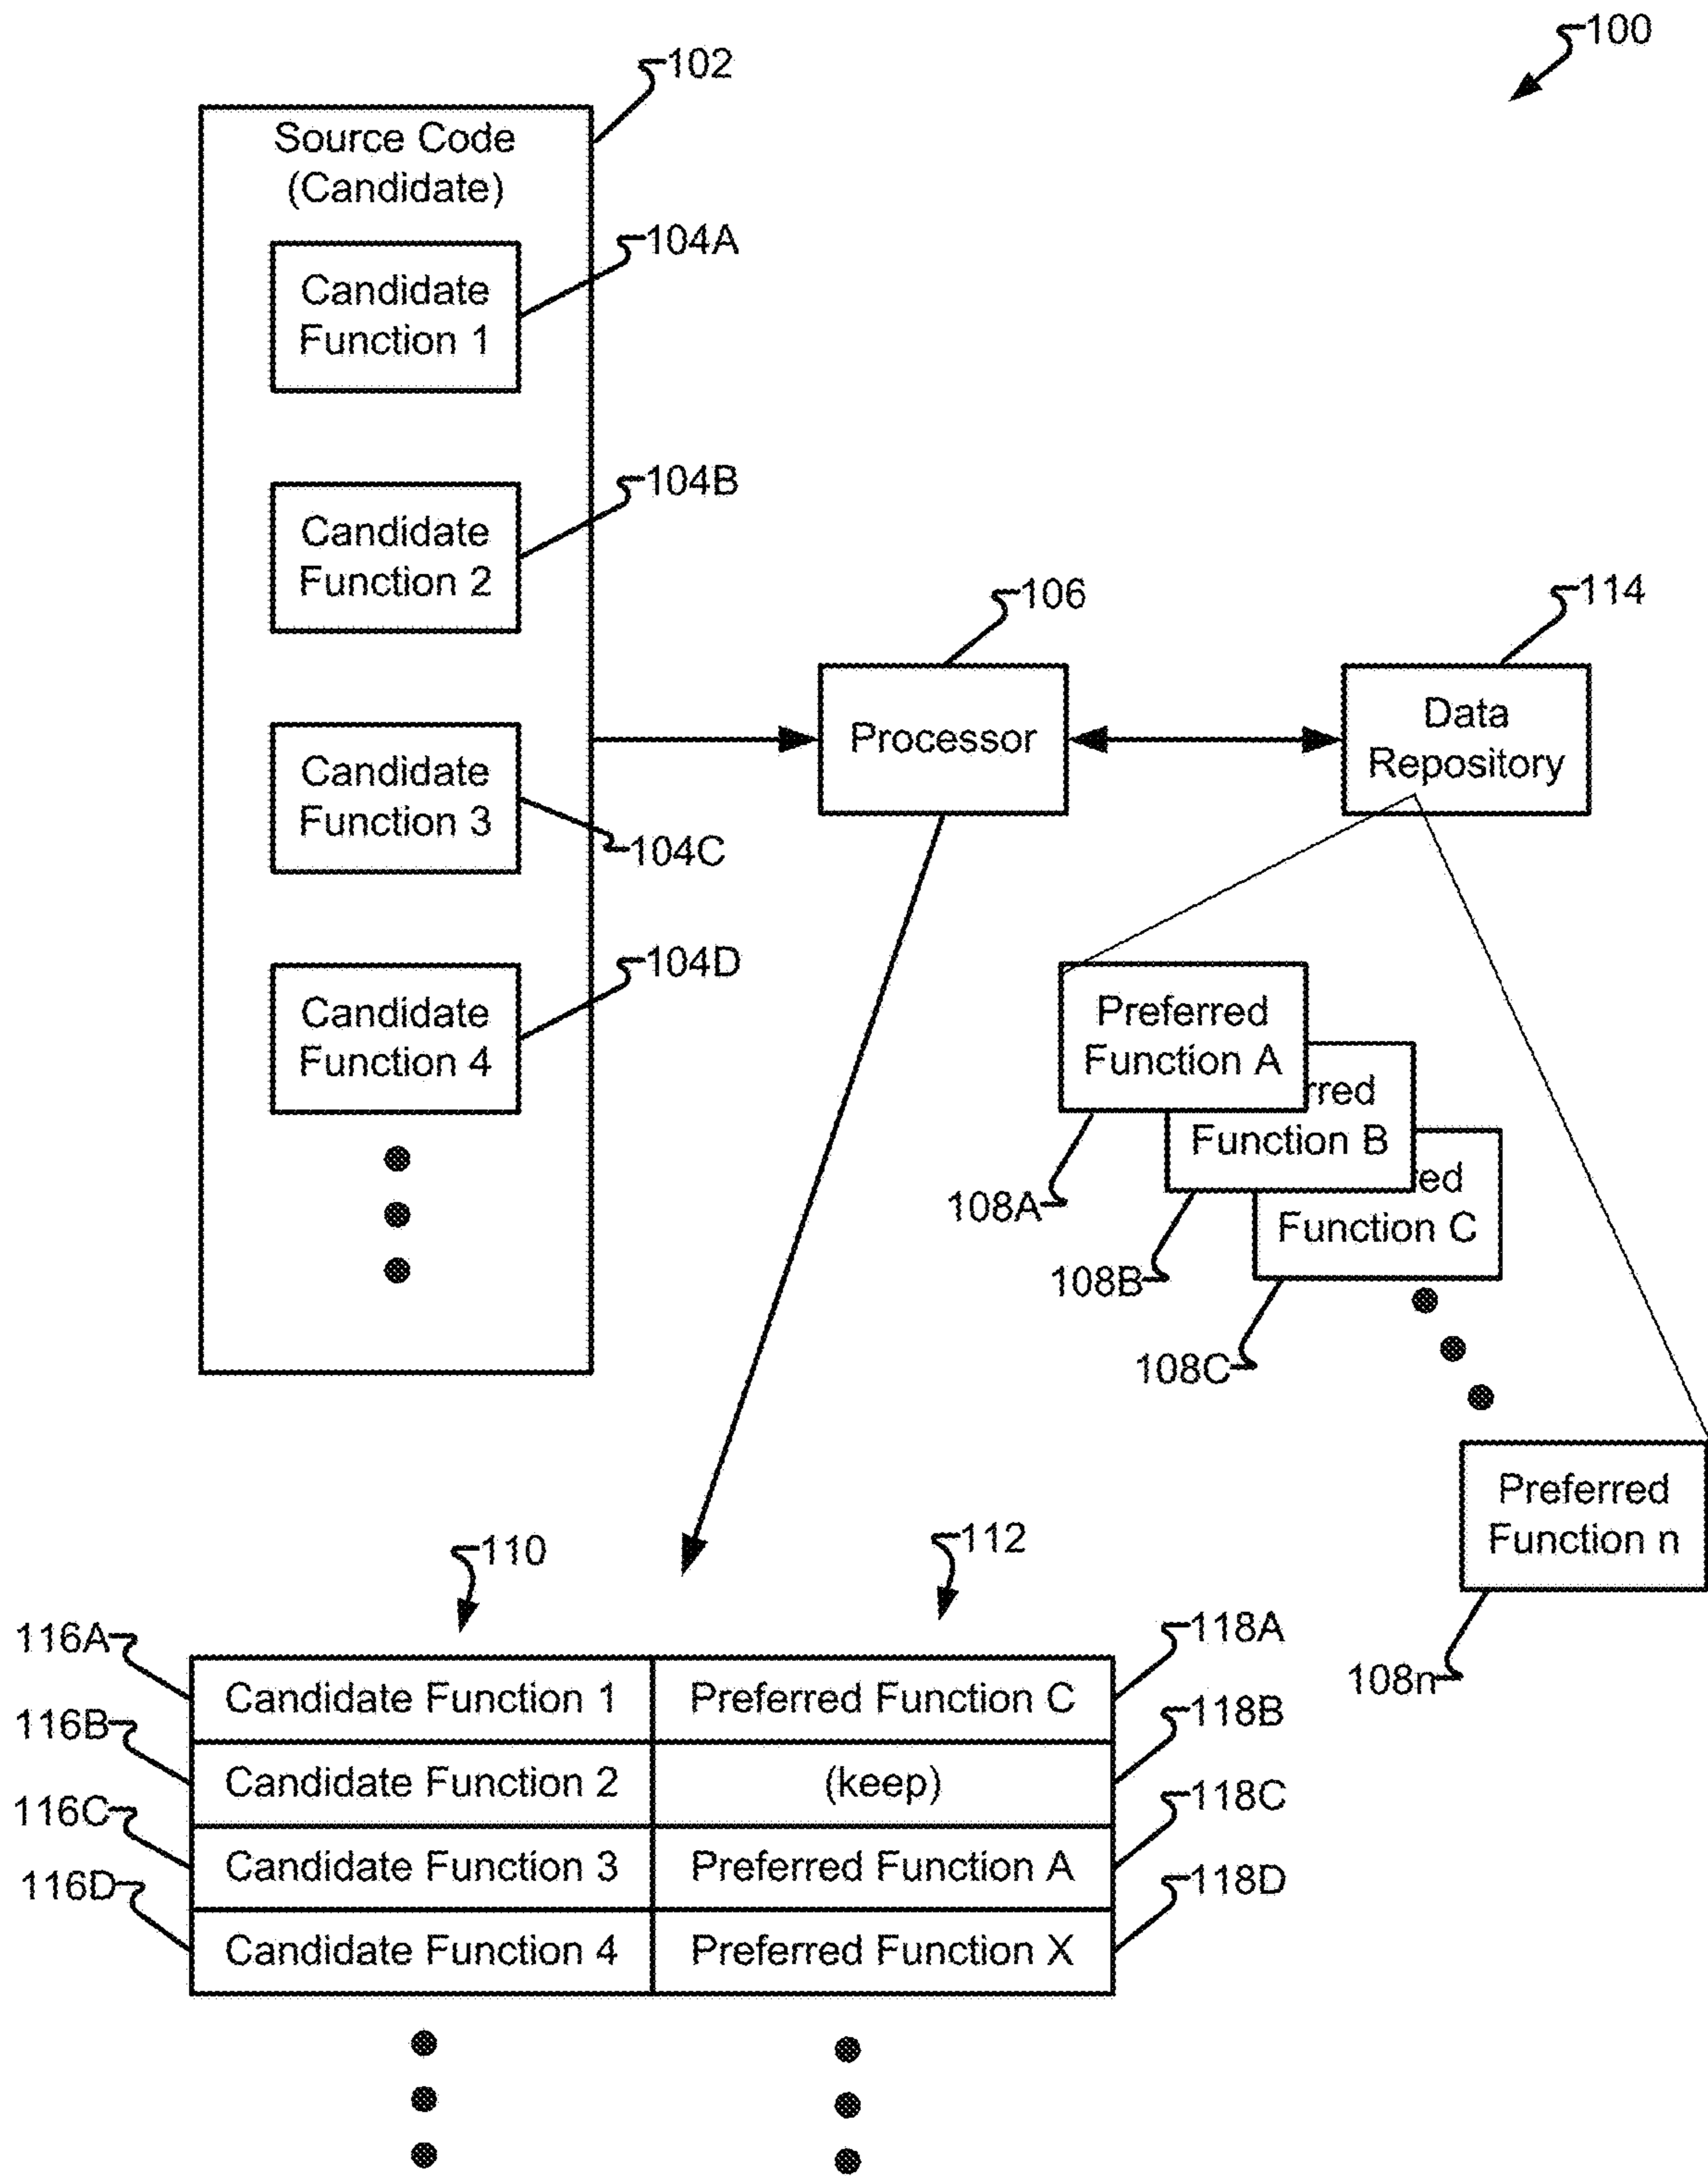 100
102
Source Code
(Candidate)
104A
Candidate
Function 1
104B
Candidate
Function 2
106
114
Processor
Data
Repository
Candidate
Function 3
104C
104D
Candidate
Function 4
Preferred
Function A
rred
Function B
ed
Function C
108A
108B
108C
Preferred
Function n
108n
110
112
116A
Candidate Function 1
Preferred Function C
118A
116B
Candidate Function 2
(keep)
118B
116C
Candidate Function 3
Preferred Function A
118C
116D
Candidate Function 4
Preferred Function X
118D